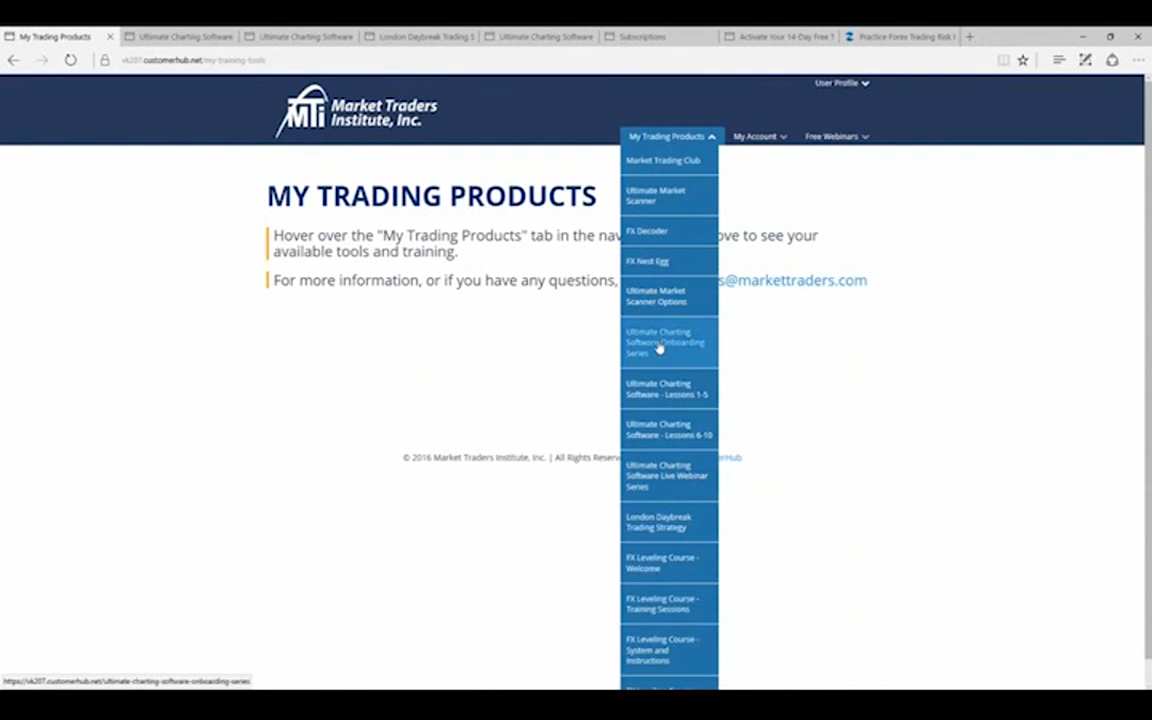 My Trading Products
Ultimate Charting Software
Ultimate Charting Software
London Daybreak Trading S
Ultimate Charting Software
Subscriptions
Activate Your 14-Day Free T
Practice Forex Trading Risk
vk207.customerhub.net/my-training-tools
User Profile
MTi Market Traders
Institute, Inc.
My Trading Products
My Account
Free Webinars
Market Trading Club
Ultimate Market
Scanner
FX Decoder
FX Nest Egg
Ultimate Market
Scanner Options
Ultimate Charting
Software Onboarding
Series
Ultimate Charting
Software - Lessons 1-5
Ultimate Charting
Software - Lessons 6-10
Ultimate Charting
Software Live Webinar
Series
London Daybreak
Trading Strategy
FX Leveling Course -
Welcome
FX Leveling Course -
Training Sessions
FX Leveling Course -
System and
Instructions
MY TRADING PRODUCTS
Hover over the "My Trading Products" tab in the nav ove to see your
available tools and training.
For more information, or if you have any questions, s@markettraders.com
© 2016 Market Traders Institute, Inc. | All Rights Reserv erHub
https://vk207.customerhub.net/ultimate-charting-software-onboarding-series